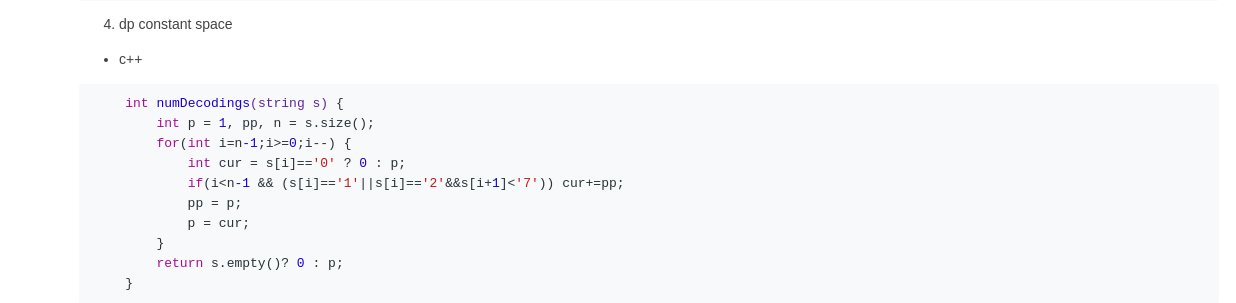 4. dp constant space
• c++
int numDecodings(string s) {
    int p = 1, pp, n = s.size();
    for(int i=n-1;i>=0;i--) {
        int cur = s[i]=='0' ? 0 : p;
        if(i<n-1 && (s[i]=='1'||s[i]=='2'&&s[i+1]<'7')) cur+=pp;
        pp = p;
        p = cur;
    }
    return s.empty()? 0 : p;
}